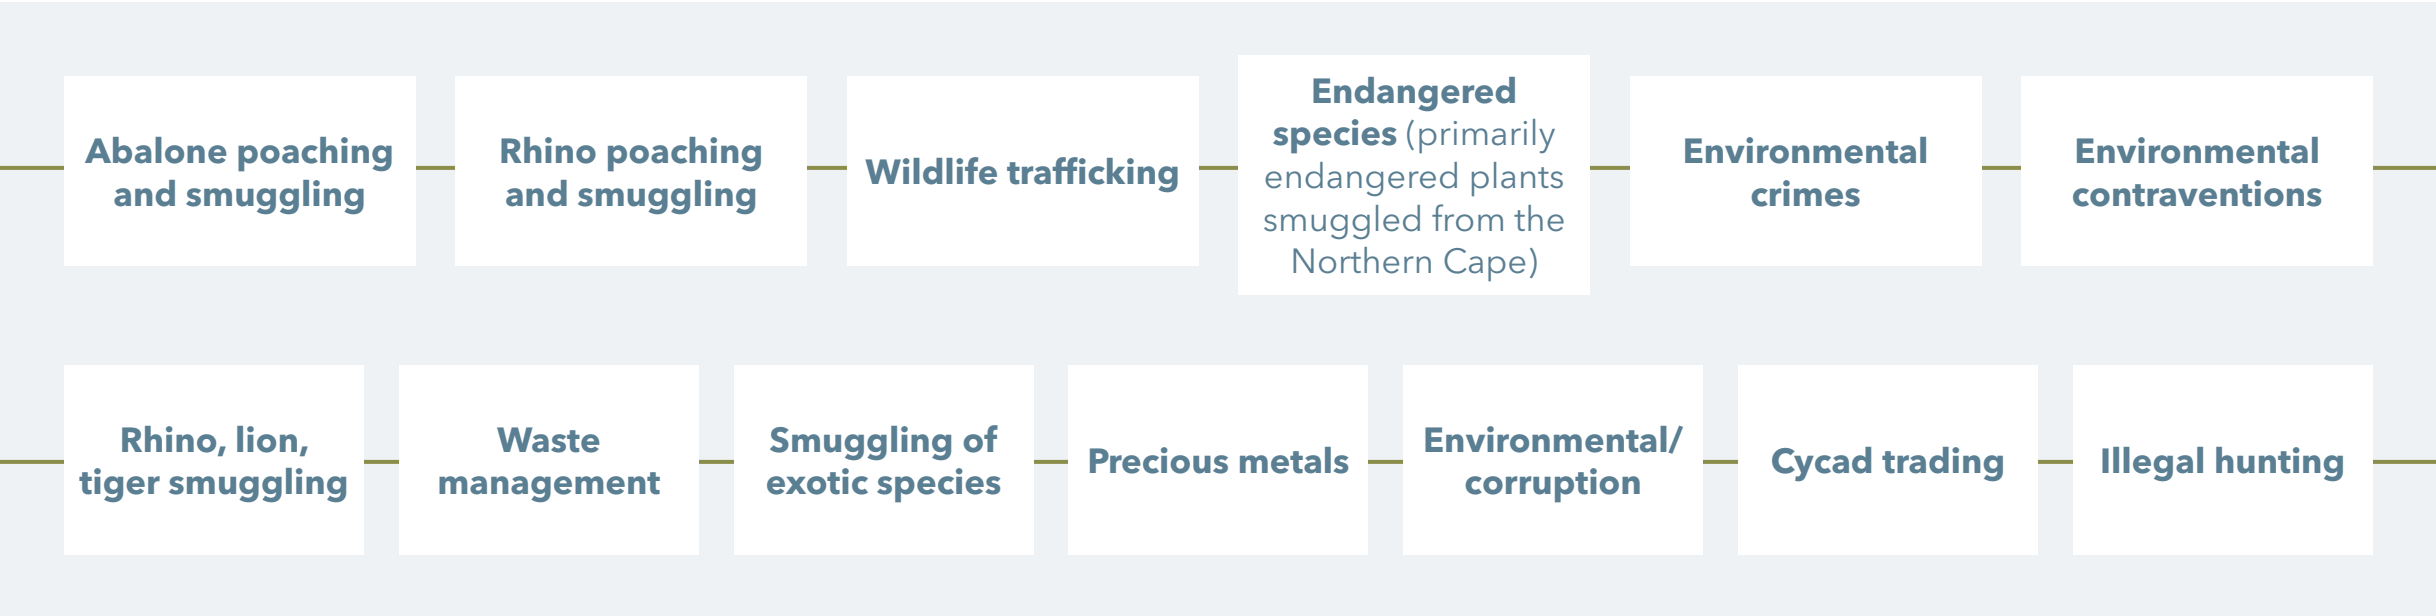 Abalone poaching
and smuggling
Rhino poaching
and smuggling
Wildlife trafficking
Endangered
species (primarily
endangered plants
smuggled from the
Northern Cape)
Environmental
crimes
Environmental
contraventions
Rhino, lion,
tiger smuggling
Waste
management
Smuggling of
exotic species
Precious metals
Environmental/
corruption
Cycad trading
Illegal hunting